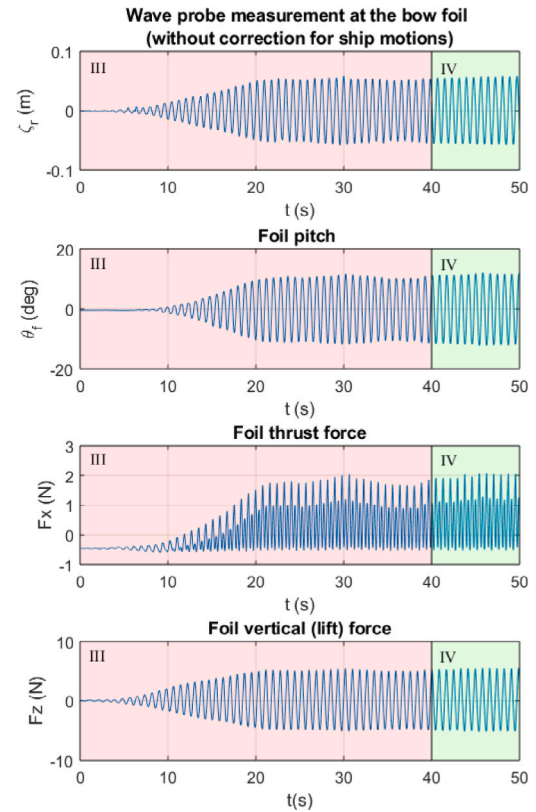 Wave probe measurement at the bow foil
(without correction for ship motions)
0.1
0
-0.1
ζr (m)
III
IV
0 10 20 30 40 50
t (s)
Foil pitch
20
0
-20
θf (deg)
III
IV
0 10 20 30 40 50
t (s)
Foil thrust force
3
2
1
0
-1
Fx (N)
III
IV
0 10 20 30 40 50
t(s)
Foil vertical (lift) force
10
0
-10
Fz (N)
III
IV
0 10 20 30 40 50
t(s)